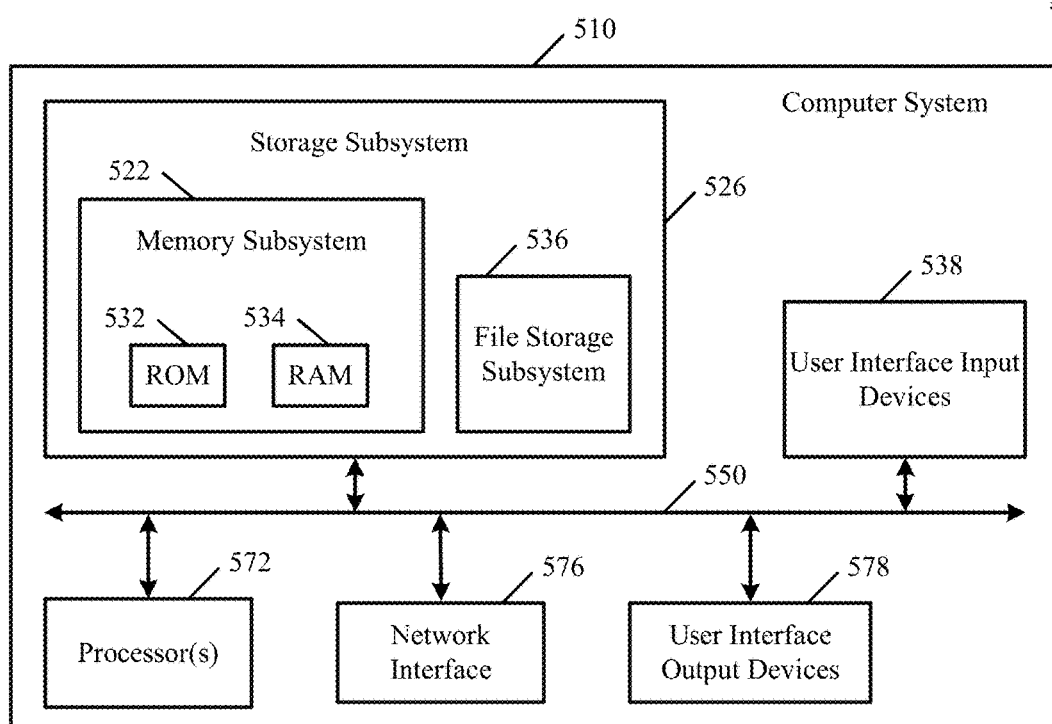 510
Computer System
Storage Subsystem
522
526
Memory Subsystem
536
538
532
534
File Storage
Subsystem
User Interface Input
Devices
ROM
RAM
550
572
576
578
Processor(s)
Network
Interface
User Interface
Output Devices